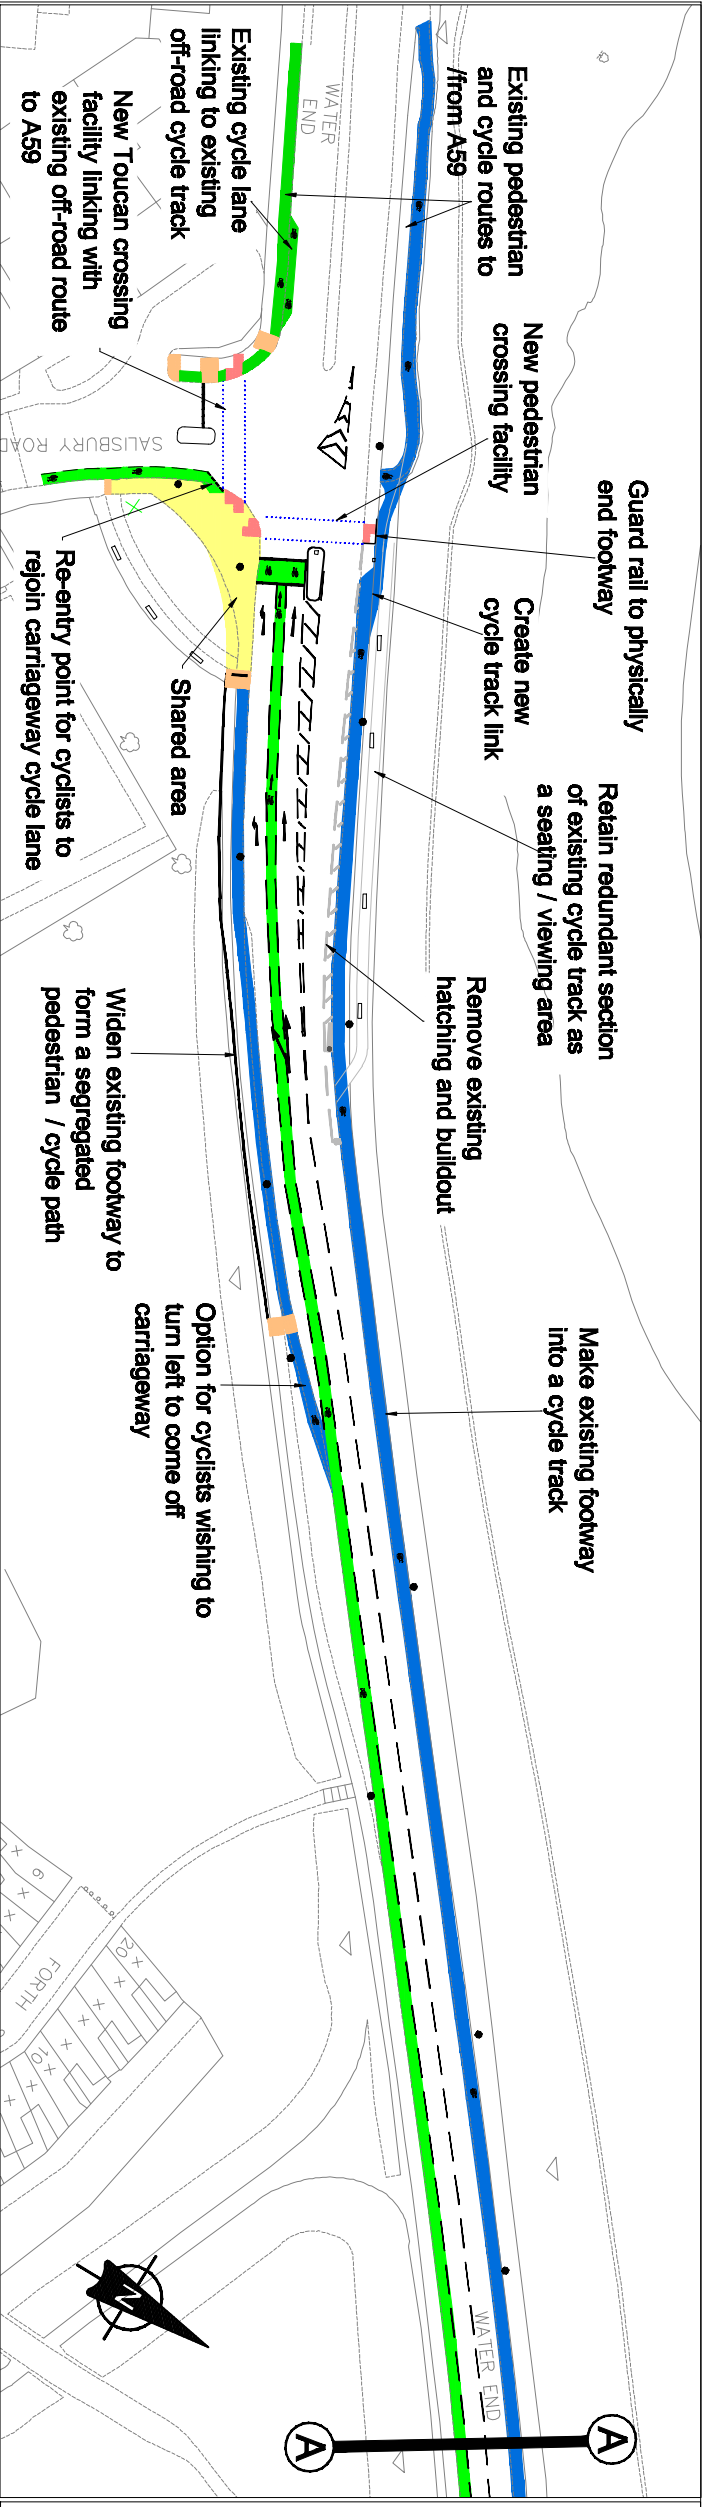 Existing pedestrian
and cycle routes to
/from A59
WATER
END
Existing cycle lane
linking to existing
off-road cycle track
New Toucan crossing
facility linking with
existing off-road route
to A59
New pedestrian
crossing facility
Guard rail to physically
end footway
SALISBURY ROAD
Create new
cycle track link
Re-entry point for cyclists to
rejoin carriageway cycle lane
Shared area
Retain redundant section
of existing cycle track as
a seating / viewing area
Remove existing
hatching and buildout
Widen existing footway to
form a segregated
pedestrian / cycle path
Option for cyclists wishing to
turn left to come off
carriageway
Make existing footway
into a cycle track
6
20
FORTH
10
N
WATER END
A
A